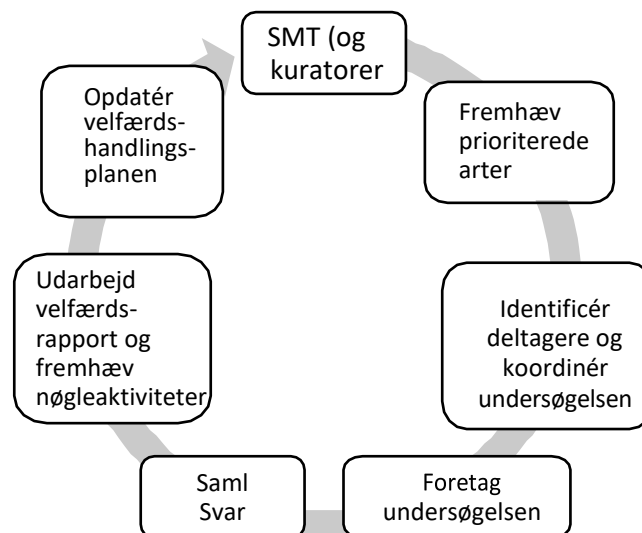 SMT (og
kuratorer
Fremhæv
prioriterede
arter
Identificér
deltagere og
koordinér
undersøgelsen
Foretag
undersøgelsen
Saml
Svar
Udarbejd
velfærds-
rapport og
fremhæv
nøgleaktiviteter
Opdatér
velfærds-
handlings-
planen